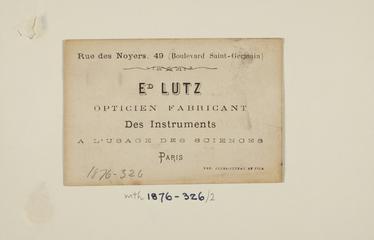 Rue des Noyers, 49 (Boulevard Saint-Germain)
ED LUTZ
OPTICIEN FABRICANT
Des Instruments
A L'USAGE DES SCIENCES
PARIS
1876-326
mth 1876-326/2